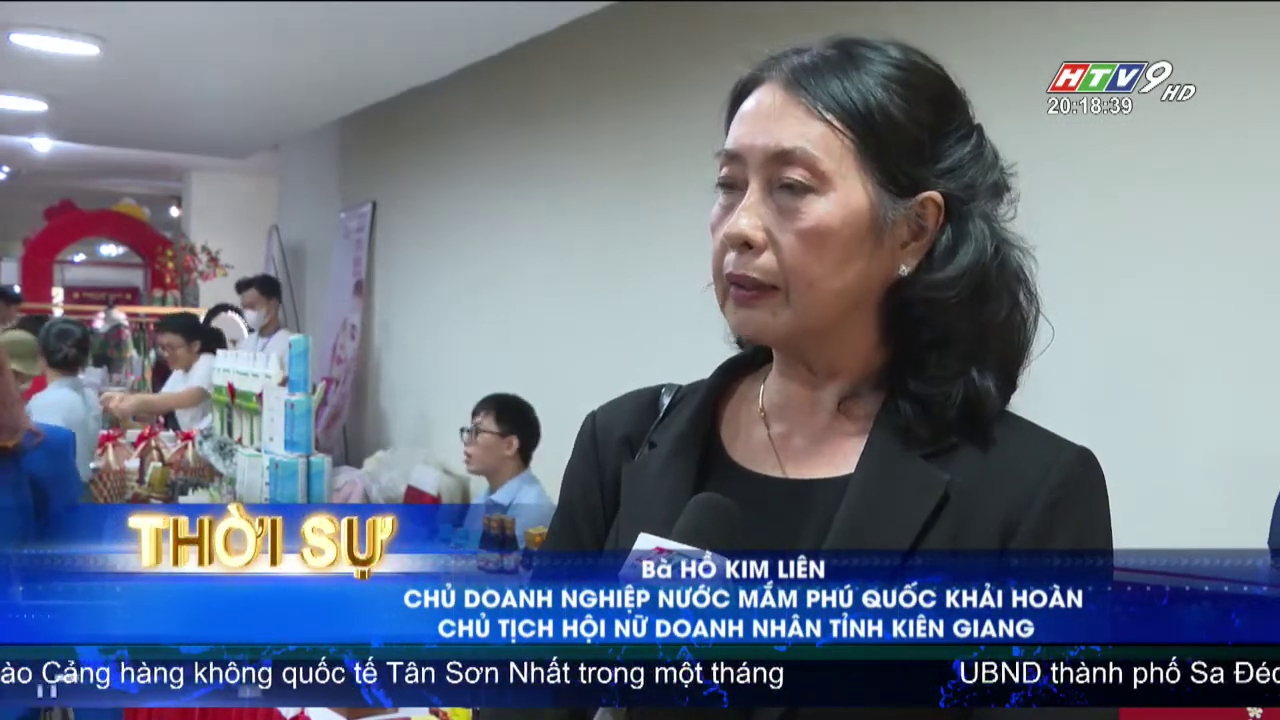 HTV9 HD
20:18:39
THỜI SỰ
Bà HỒ KIM LIÊN
CHỦ DOANH NGHIỆP NƯỚC MẮM PHÚ QUỐC KHẢI HOÀN
CHỦ TỊCH HỘI NỮ DOANH NHÂN TỈNH KIÊN GIANG
ào Cảng hàng không quốc tế Tân Sơn Nhất trong một tháng UBND thành phố Sa Đéc